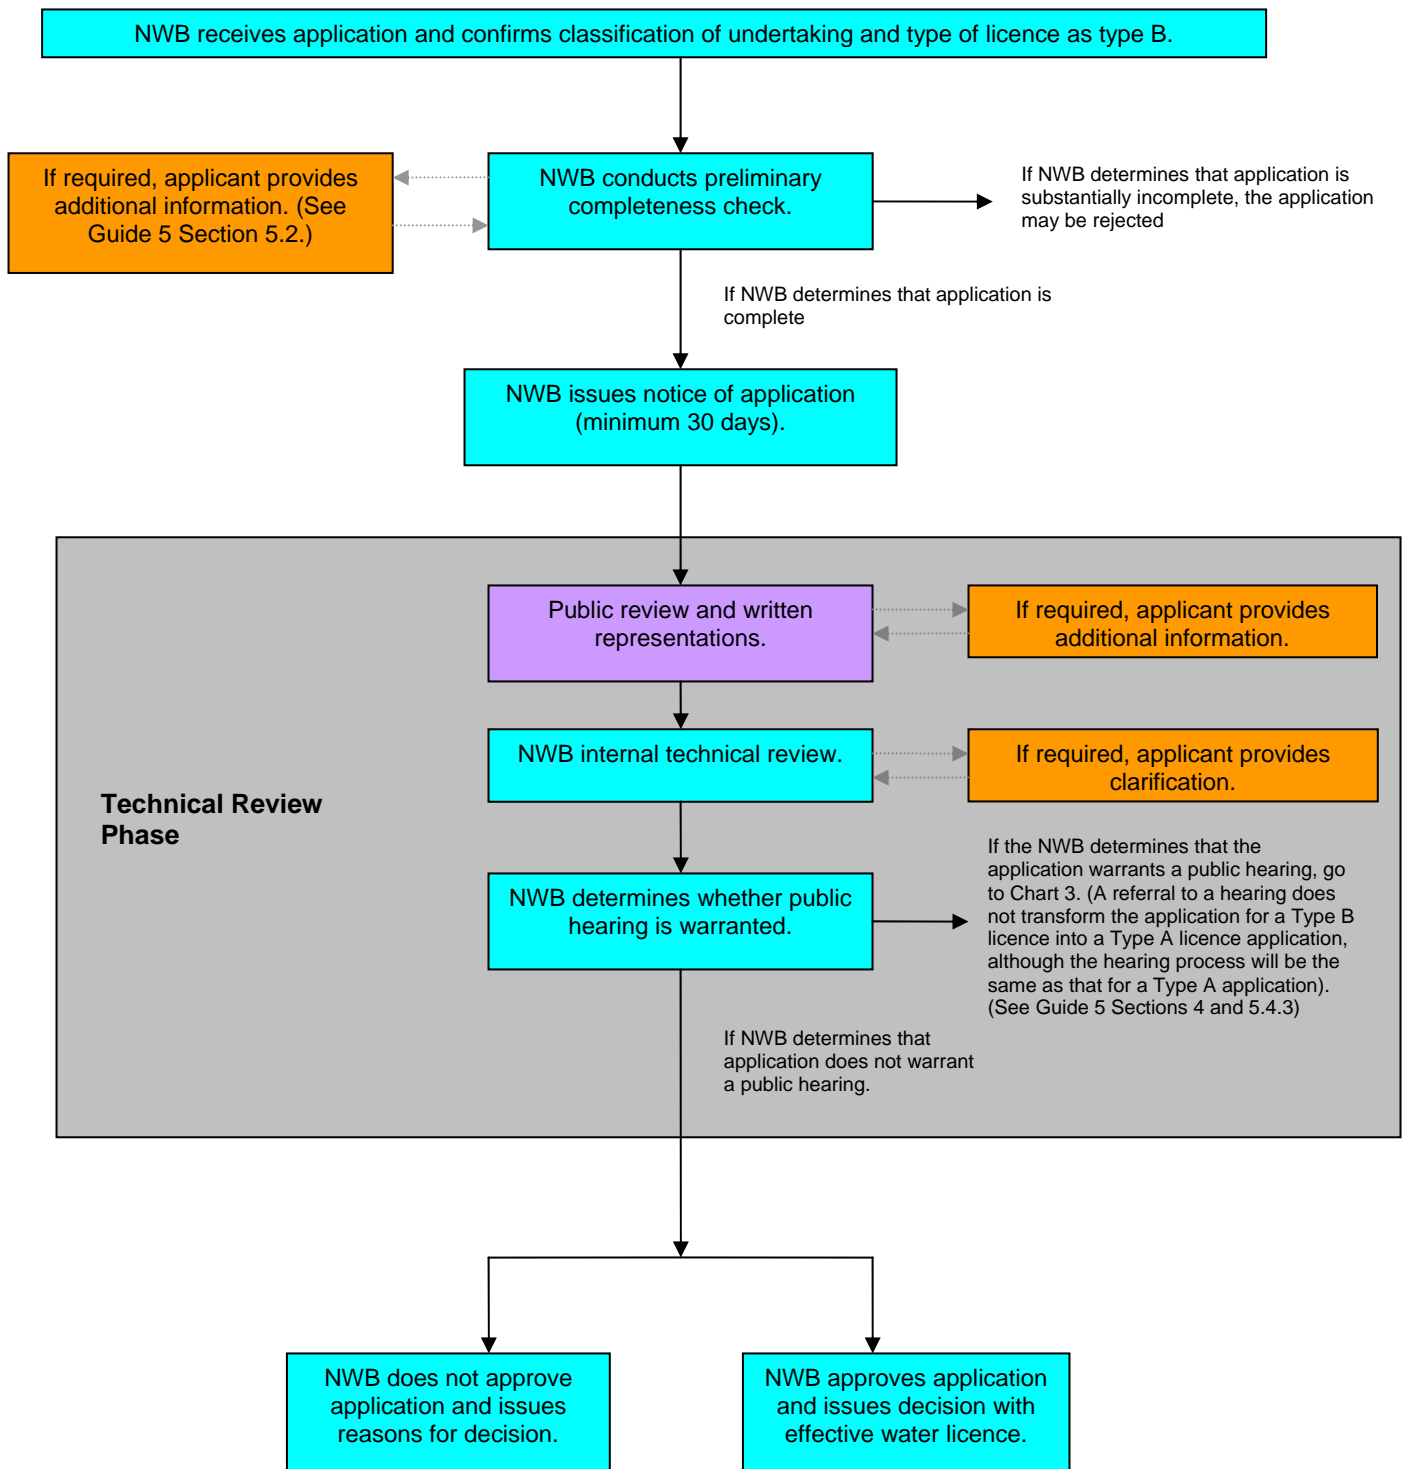 NWB receives application and confirms classification of undertaking and type of licence as type B.
If required, applicant provides
additional information. (See
Guide 5 Section 5.2.)
NWB conducts preliminary
completeness check.
If NWB determines that application is
substantially incomplete, the application
may be rejected
If NWB determines that application is
complete
NWB issues notice of application
(minimum 30 days).
Public review and written
representations.
If required, applicant provides
additional information.
NWB internal technical review.
If required, applicant provides
clarification.
Technical Review
Phase
NWB determines whether public
hearing is warranted.
If the NWB determines that the
application warrants a public hearing, go
to Chart 3. (A referral to a hearing does
not transform the application for a Type B
licence into a Type A licence application,
although the hearing process will be the
same as that for a Type A application).
(See Guide 5 Sections 4 and 5.4.3)
If NWB determines that
application does not warrant
a public hearing.
NWB does not approve
application and issues
reasons for decision.
NWB approves application
and issues decision with
effective water licence.